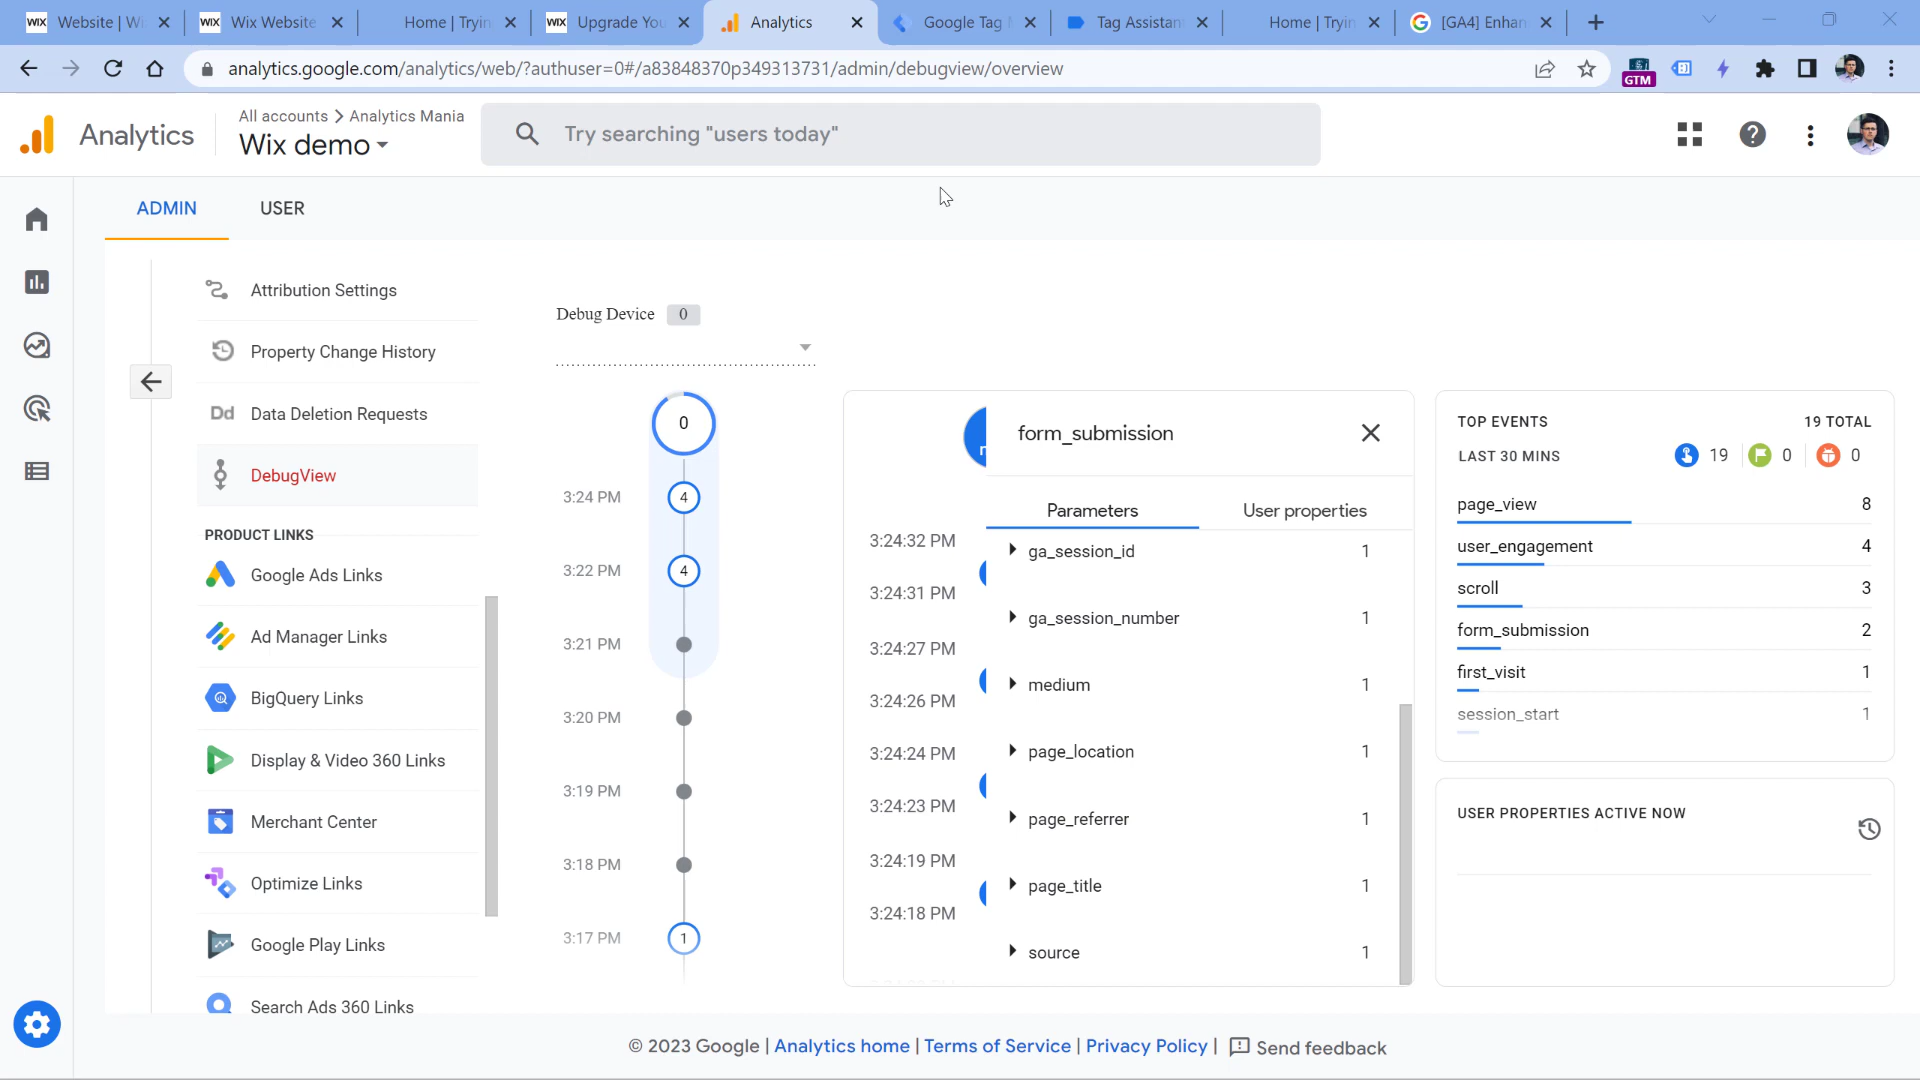 WIX Website | Wi
WIX Wix Website
Home | Tryin
WIX Upgrade You
Analytics
Google Tag M
Tag Assistant
Home | Tryin
[GA4] Enhan
analytics.google.com/analytics/web/?authuser=0#/a83848370p349313731/admin/debugview/overview
GTM
Analytics
All accounts > Analytics Mania
Wix demo
Try searching "users today"
ADMIN
USER
Attribution Settings
Property Change History
Dd Data Deletion Requests
DebugView
PRODUCT LINKS
Google Ads Links
Ad Manager Links
BigQuery Links
Display & Video 360 Links
Merchant Center
Optimize Links
Google Play Links
Search Ads 360 Links
Debug Device 0
0
3:24 PM 4
3:22 PM 4
3:21 PM
3:20 PM
3:19 PM
3:18 PM
3:17 PM 1
3:24:32 PM
3:24:31 PM
3:24:27 PM
3:24:26 PM
3:24:24 PM
3:24:23 PM
3:24:19 PM
3:24:18 PM
form_submission
Parameters
User properties
ga_session_id 1
ga_session_number 1
medium 1
page_location 1
page_referrer 1
page_title 1
source 1
TOP EVENTS 19 TOTAL
LAST 30 MINS 19 0 0
page_view 8
user_engagement 4
scroll 3
form_submission 2
first_visit 1
session_start 1
USER PROPERTIES ACTIVE NOW
© 2023 Google | Analytics home | Terms of Service | Privacy Policy | Send feedback